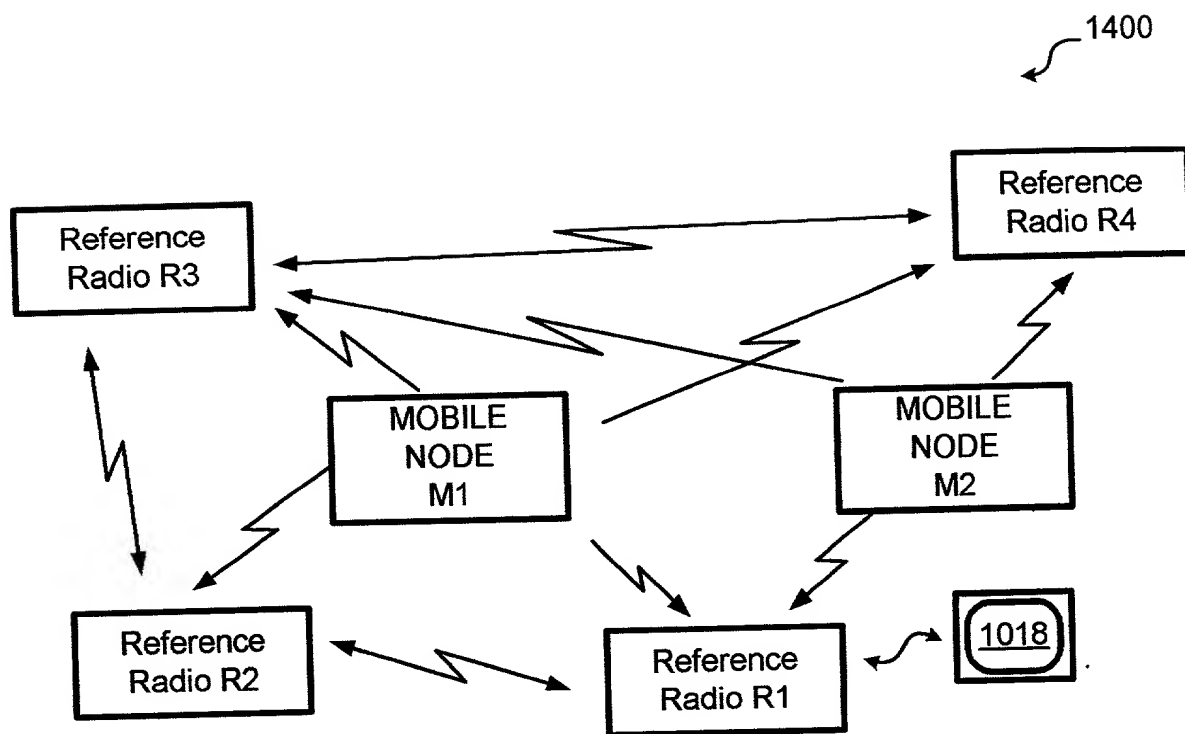 1400
Reference
Radio R4
Reference
Radio R3
MOBILE
NODE
M1
MOBILE
NODE
M2
Reference
Radio R2
Reference
Radio R1
1018